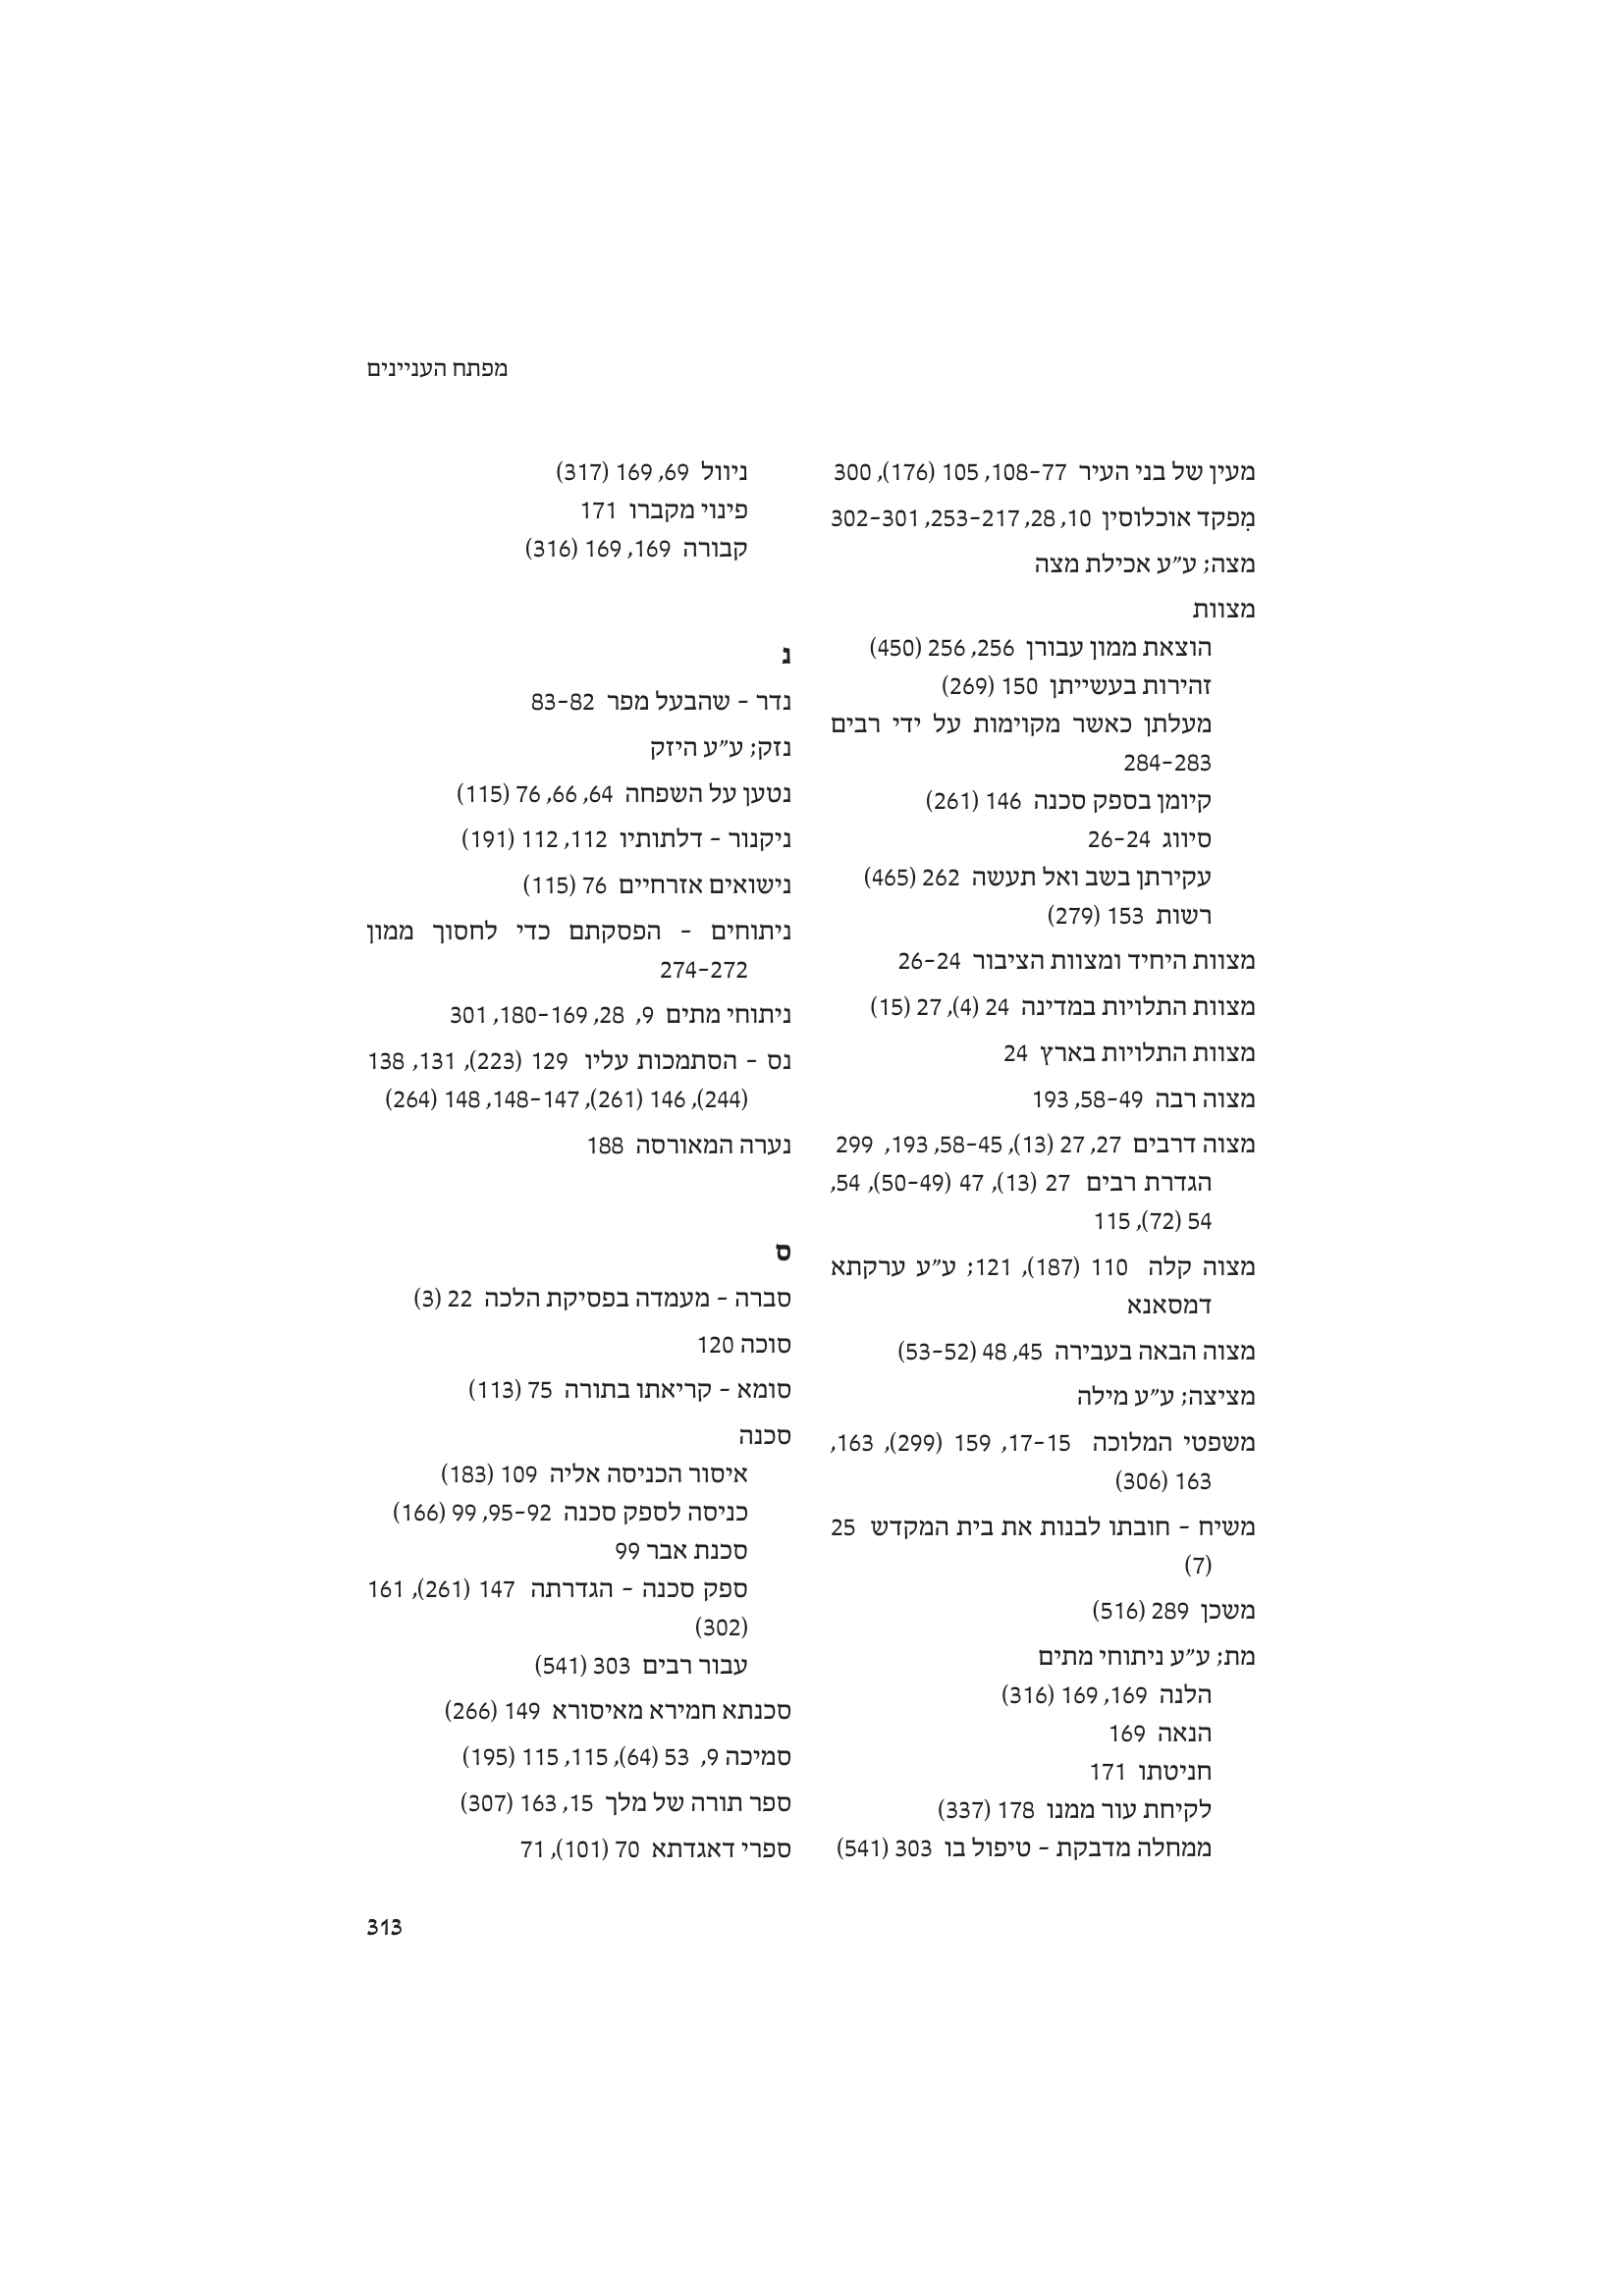 מפתח העניינים
מעין של בני העיר 77–108, 105 (176), 300
מִפקד אוכלוסין 10, 28, 217–253, 301–302
מצה; ע״ע אכילת מצה
מצוות
הוצאת ממון עבורן 256, 256 (450)
זהירות בעשייתן 150 (269)
מעלתן כאשר מקוימות על ידי רבים
283–284
קיומן בספק סכנה 146 (261)
סיווג 24–26
עקירתן בשב ואל תעשה 262 (465)
רשות 153 (279)
מצוות היחיד ומצוות הציבור 24–26
מצוות התלויות במדינה 24 (4), 27 (15)
מצוות התלויות בארץ 24
מצוה רבה 49–58, 193
מצוה דרבים 27, 27 (13), 45–58, 193, 299
הגדרת רבים 27 (13), 47 (49–50), 54,
54 (72), 115
מצוה קלה 110 (187), 121; ע״ע ערקתא
דמסאנא
מצוה הבאה בעבירה 45, 48 (52–53)
מציצה; ע״ע מילה
משפטי המלוכה 15–17, 159 (299), 163,
163 (306)
משיח – חובתו לבנות את בית המקדש 25
(7)
משכן 289 (516)
מת; ע״ע ניתוחי מתים
הלנה 169, 169 (316)
הנאה 169
חניטתו 171
לקיחת עור ממנו 178 (337)
ממחלה מדבקת – טיפול בו 303 (541)
ניוול 69, 169 (317)
פינוי מקברו 171
קבורה 169, 169 (316)
נ
נדר – שהבעל מפר 82–83
נזק; ע״ע היזק
נטען על השפחה 64, 66, 76 (115)
ניקנור – דלתותיו 112, 112 (191)
נישואים אזרחיים 76 (115)
ניתוחים – הפסקתם כדי לחסוך ממון
272–274
ניתוחי מתים 9, 28, 169–180, 301
נס – הסתמכות עליו 129 (223), 131, 138
(244), 146 (261), 147–148, 148 (264)
נערה המאורסה 188
ס
סברה – מעמדה בפסיקת הלכה 22 (3)
סוכה 120
סומא – קריאתו בתורה 75 (113)
סכנה
איסור הכניסה אליה 109 (183)
כניסה לספק סכנה 92–95, 99 (166)
סכנת אבר 99
ספק סכנה – הגדרתה 147 (261), 161
(302)
עבור רבים 303 (541)
סכנתא חמירא מאיסורא 149 (266)
סמיכה 9, 53 (64), 115, 115 (195)
ספר תורה של מלך 15, 163 (307)
ספרי דאגדתא 70 (101), 71
313